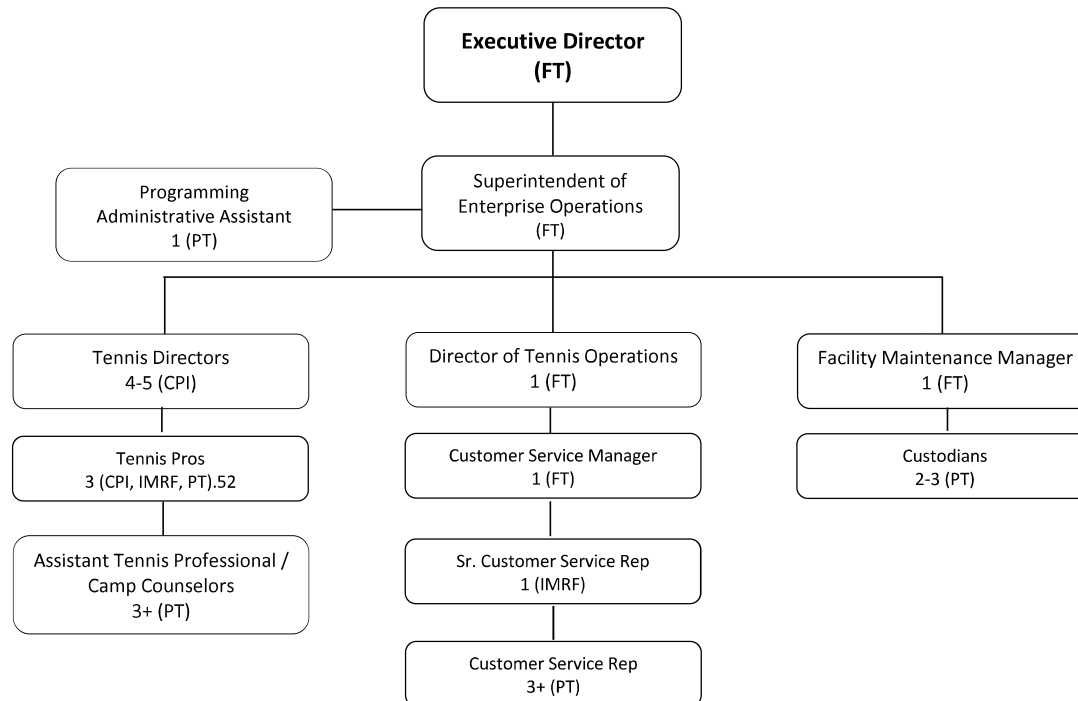 Executive Director
(FT)
Programming
Administrative Assistant
1 (PT)
Superintendent of
Enterprise Operations
(FT)
Tennis Directors
4-5 (CPI)
Director of Tennis Operations
1 (FT)
Facility Maintenance Manager
1 (FT)
Tennis Pros
3 (CPI, IMRF, PT).52
Customer Service Manager
1 (FT)
Custodians
2-3 (PT)
Assistant Tennis Professional /
Camp Counselors
3+ (PT)
Sr. Customer Service Rep
1 (IMRF)
Customer Service Rep
3+ (PT)